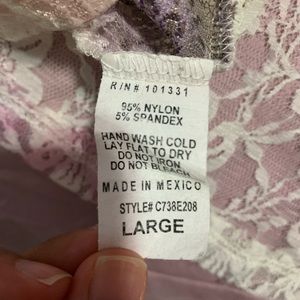 R/N# 101331
95% NYLON
5% SPANDEX
HAND WASH COLD
LAY FLAT TO DRY
DO NOT IRON
DO NOT BLEACH
MADE IN MEXICO
STYLE# C738E208
LARGE